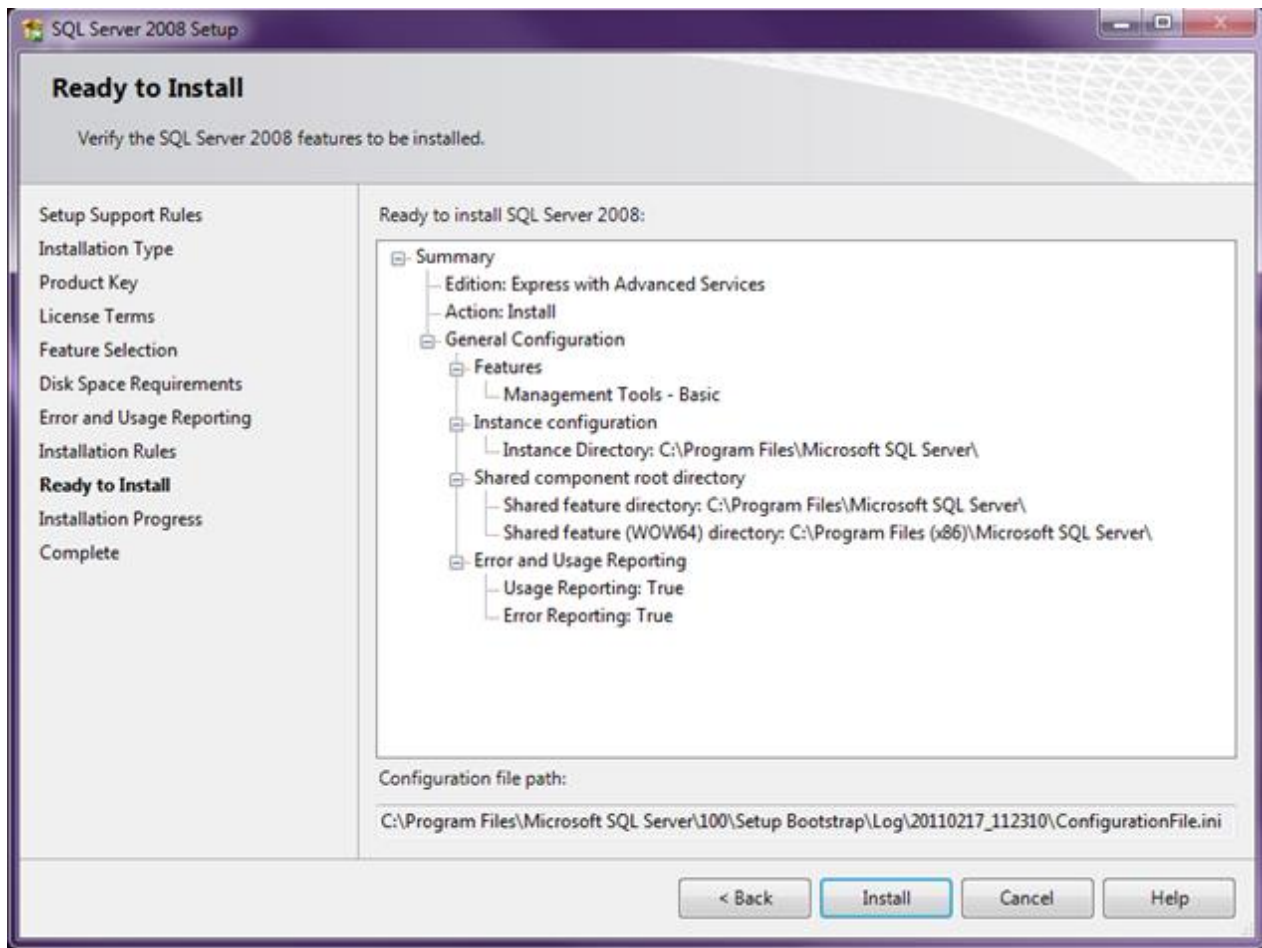 SQL Server 2008 Setup
Ready to Install
Verify the SQL Server 2008 features to be installed.
Setup Support Rules
Installation Type
Product Key
License Terms
Feature Selection
Disk Space Requirements
Error and Usage Reporting
Installation Rules
Ready to Install
Installation Progress
Complete
Ready to install SQL Server 2008:
Summary
Edition: Express with Advanced Services
Action: Install
General Configuration
Features
Management Tools - Basic
Instance configuration
Instance Directory: C:\Program Files\Microsoft SQL Server\
Shared component root directory
Shared feature directory: C:\Program Files\Microsoft SQL Server\
Shared feature (WOW64) directory: C:\Program Files (x86)\Microsoft SQL Server\
Error and Usage Reporting
Usage Reporting: True
Error Reporting: True
Configuration file path:
C:\Program Files\Microsoft SQL Server\100\Setup Bootstrap\Log\20110217_112310\ConfigurationFile.ini
< Back Install Cancel Help